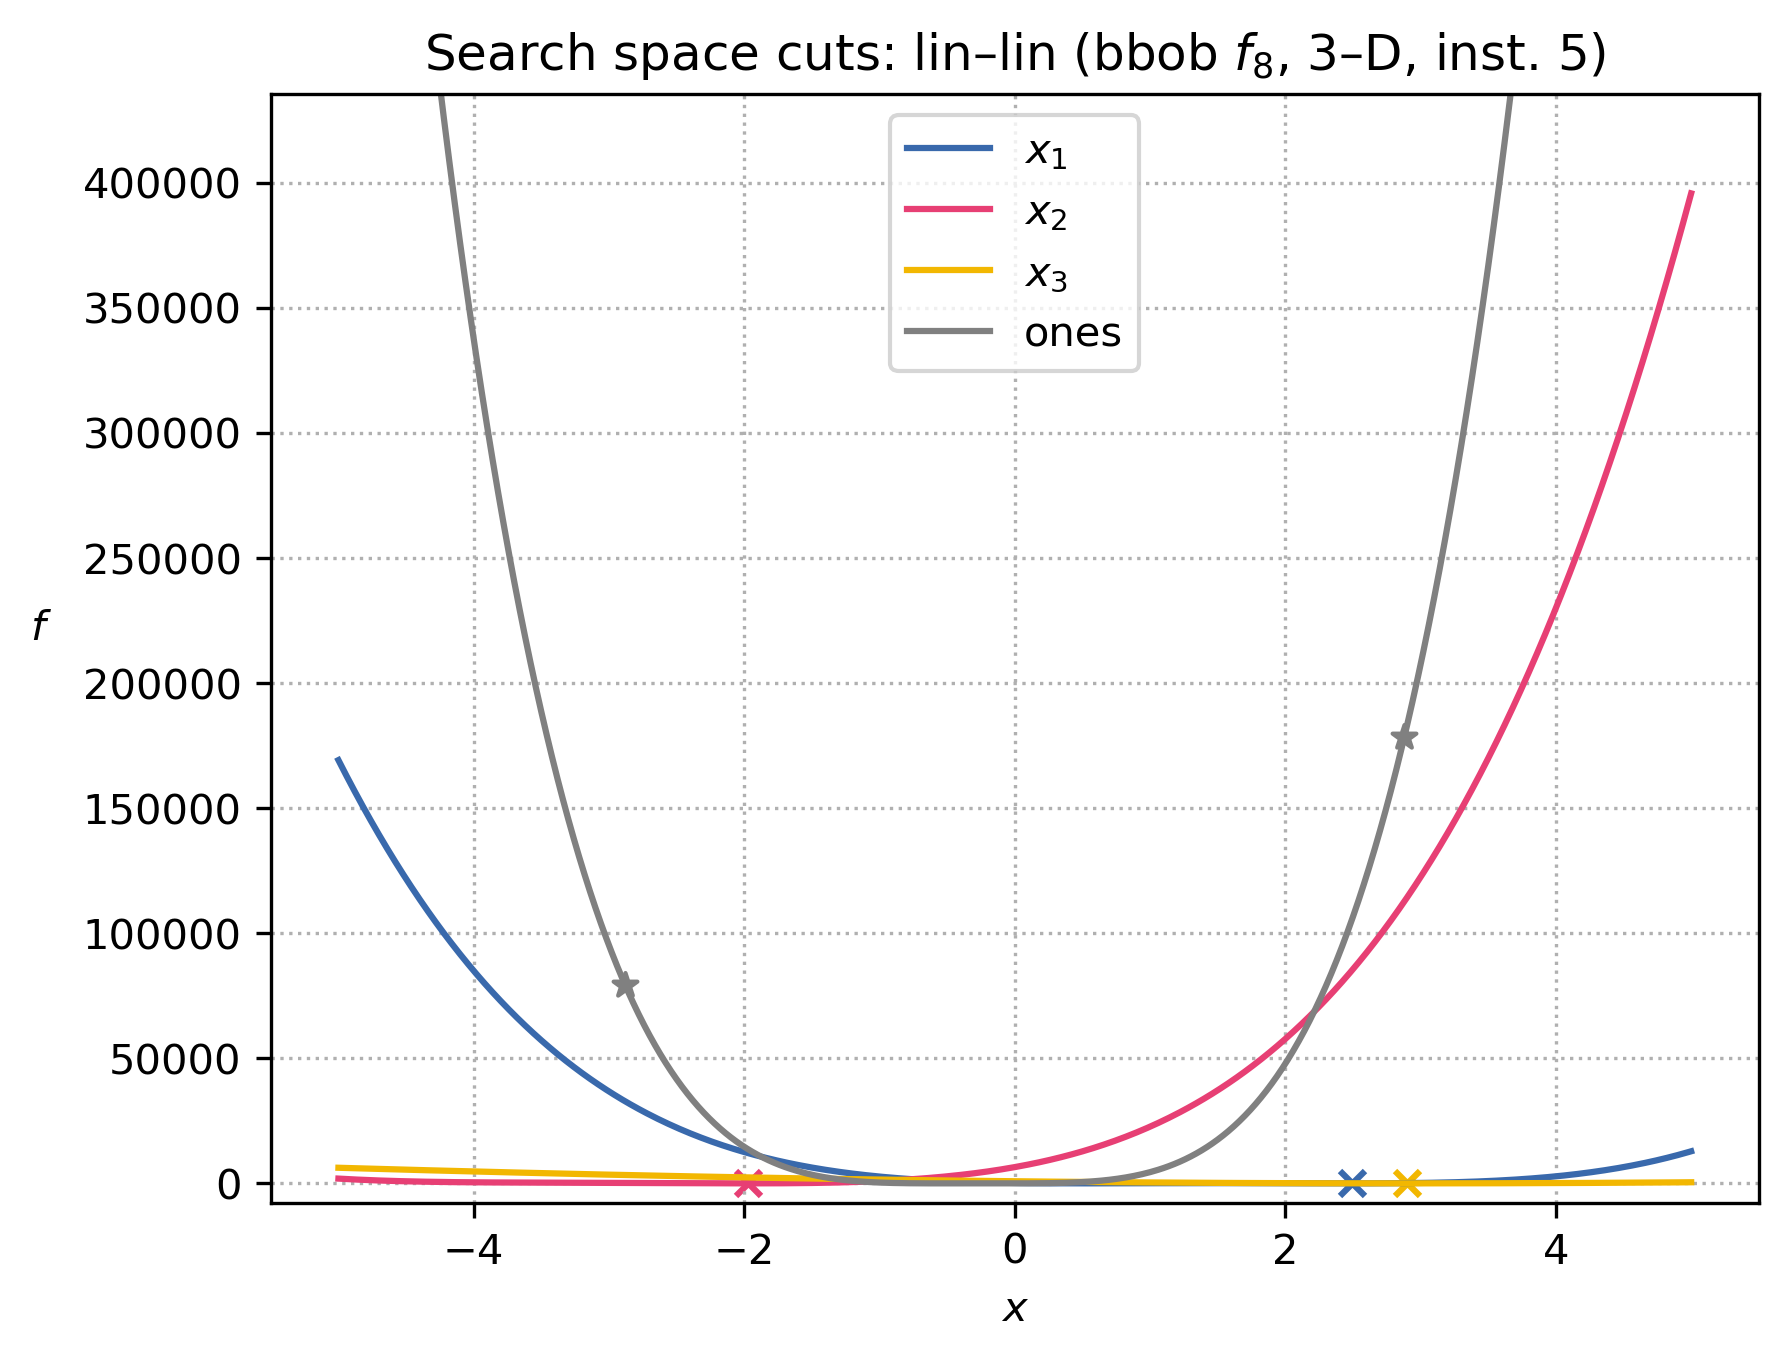 Search space cuts: lin–lin (bbob f₈, 3–D, inst. 5)
x₁
x₂
x₃
ones
400000
350000
300000
250000
200000
150000
100000
50000
0
f
−4 −2 0 2 4
x